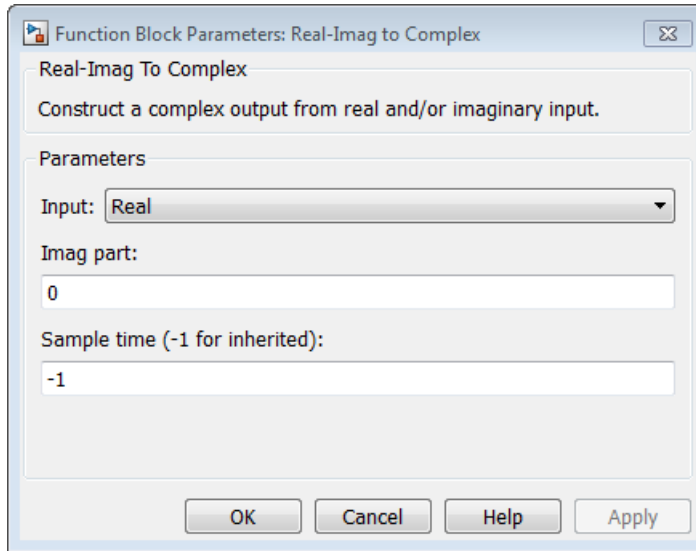 Function Block Parameters: Real-Imag to Complex
Real-Imag To Complex
Construct a complex output from real and/or imaginary input.
Parameters
Input: Real
Imag part:
0
Sample time (-1 for inherited):
-1
OK Cancel Help Apply